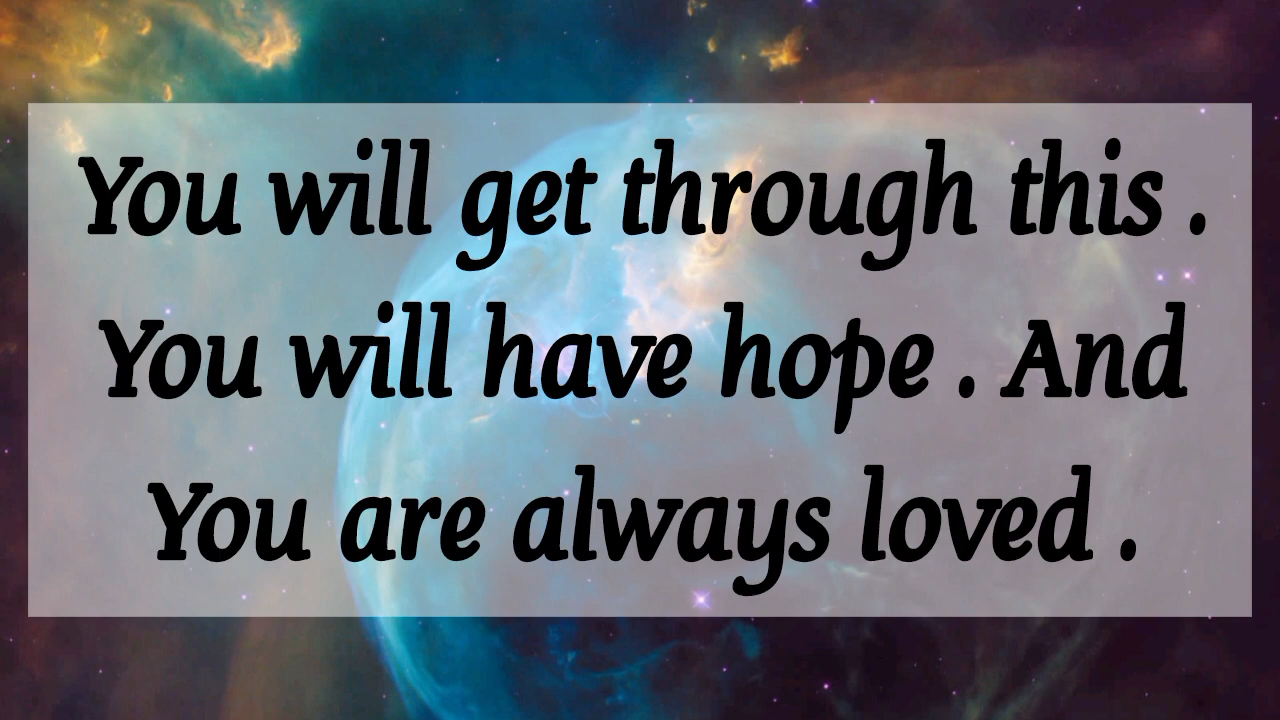 You will get through this .
You will have hope . And
You are always loved .